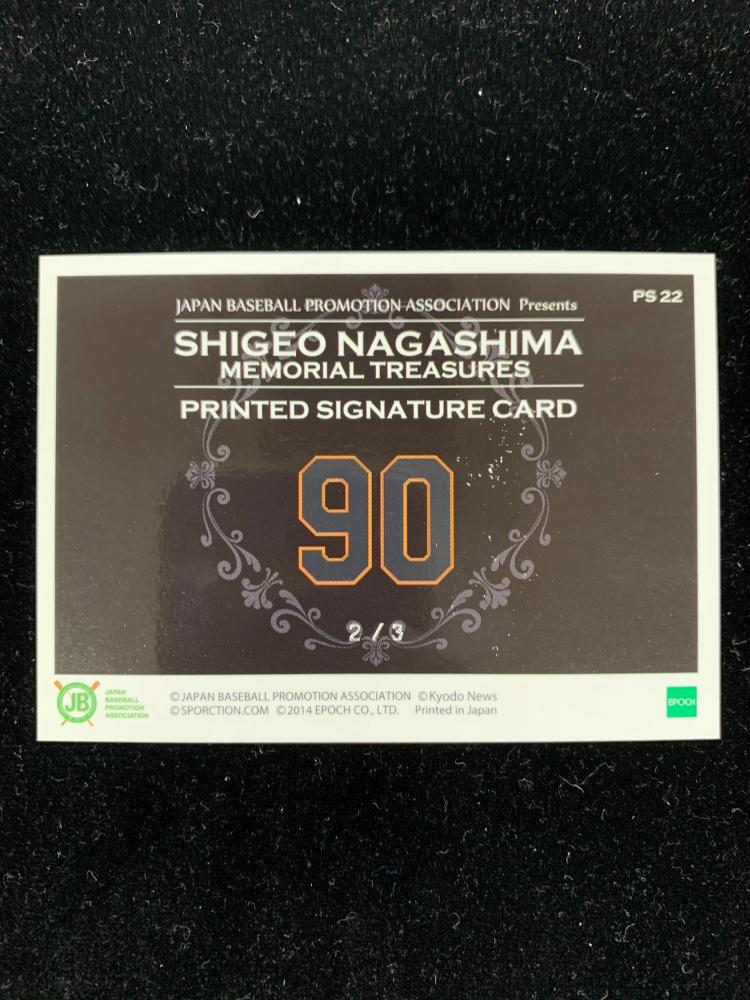 JAPAN BASEBALL PROMOTION ASSOCIATION Presents
PS 22
SHIGEO NAGASHIMA
MEMORIAL TREASURES
PRINTED SIGNATURE CARD
90
2/3
JB
JAPAN
BASEBALL
PROMOTION
ASSOCIATION
©JAPAN BASEBALL PROMOTION ASSOCIATION ©Kyodo News
©SPORCTION.COM ©2014 EPOCH CO., LTD. Printed in Japan
EPOCH